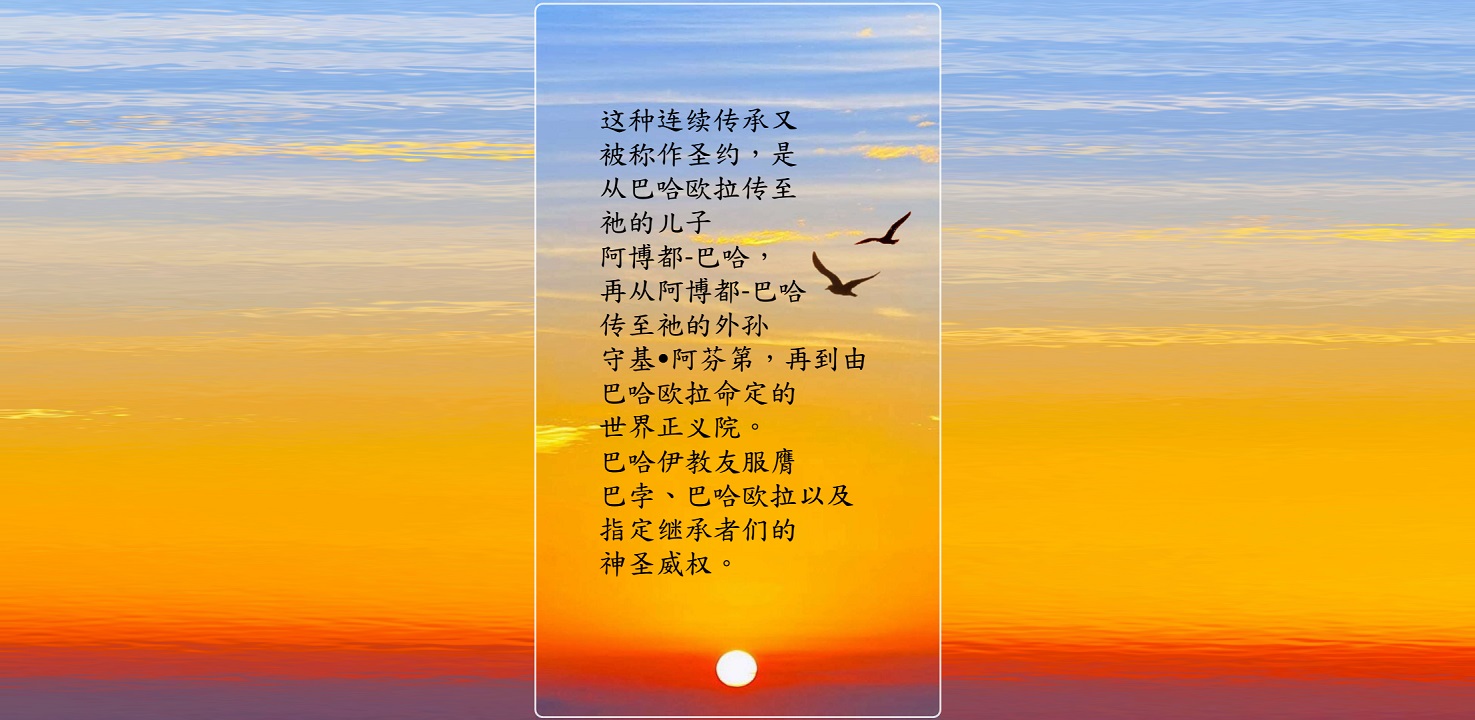 这种连续传承又
被称作圣约，是
从巴哈欧拉传至
祂的儿子
阿博都-巴哈，
再从阿博都-巴哈
传至祂的外孙
守基•阿芬第，再到由
巴哈欧拉命定的
世界正义院。
巴哈伊教友服膺
巴孛、巴哈欧拉以及
指定继承者们的
神圣威权。